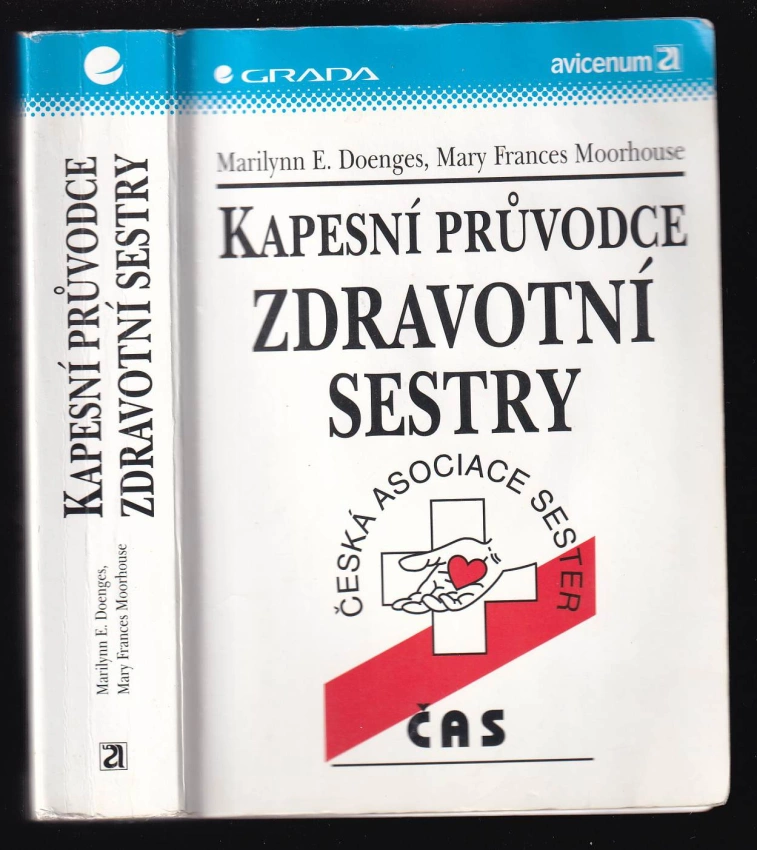 KAPESNÍ PRŮVODCE
ZDRAVOTNÍ SESTRY
Marilynn E. Doenges,
Mary Frances Moorhouse
GRADA
avicenum
Marilynn E. Doenges, Mary Frances Moorhouse
KAPESNÍ PRŮVODCE
ZDRAVOTNÍ
SESTRY
ČESKÁ ASOCIACE SESTER
ČAS